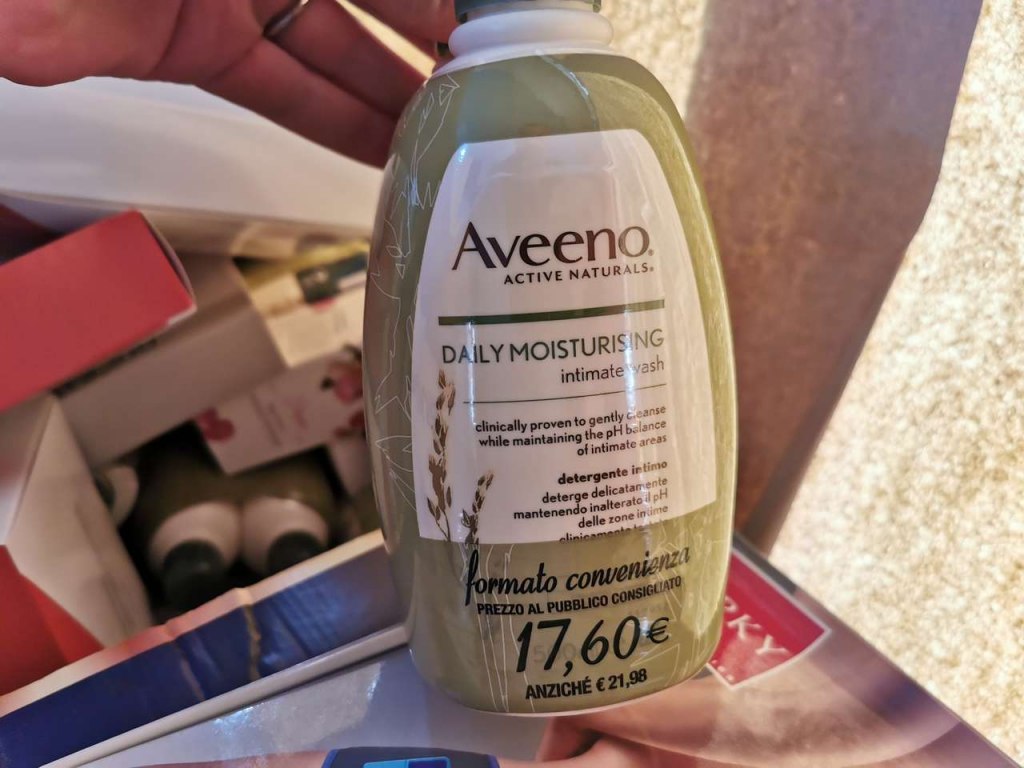 AVEENO®
ACTIVE NATURALS®
DAILY MOISTURISING
intimate wash
clinically proven to gently cleanse
while maintaining the pH balance
of intimate areas
detergente intimo
deterge delicatamente
mantenendo inalterato il pH
delle zone intime
clinicamente
formato convenienza
PREZZO AL PUBBLICO CONSIGLIATO
17,60€
ANZICHÉ € 21,98